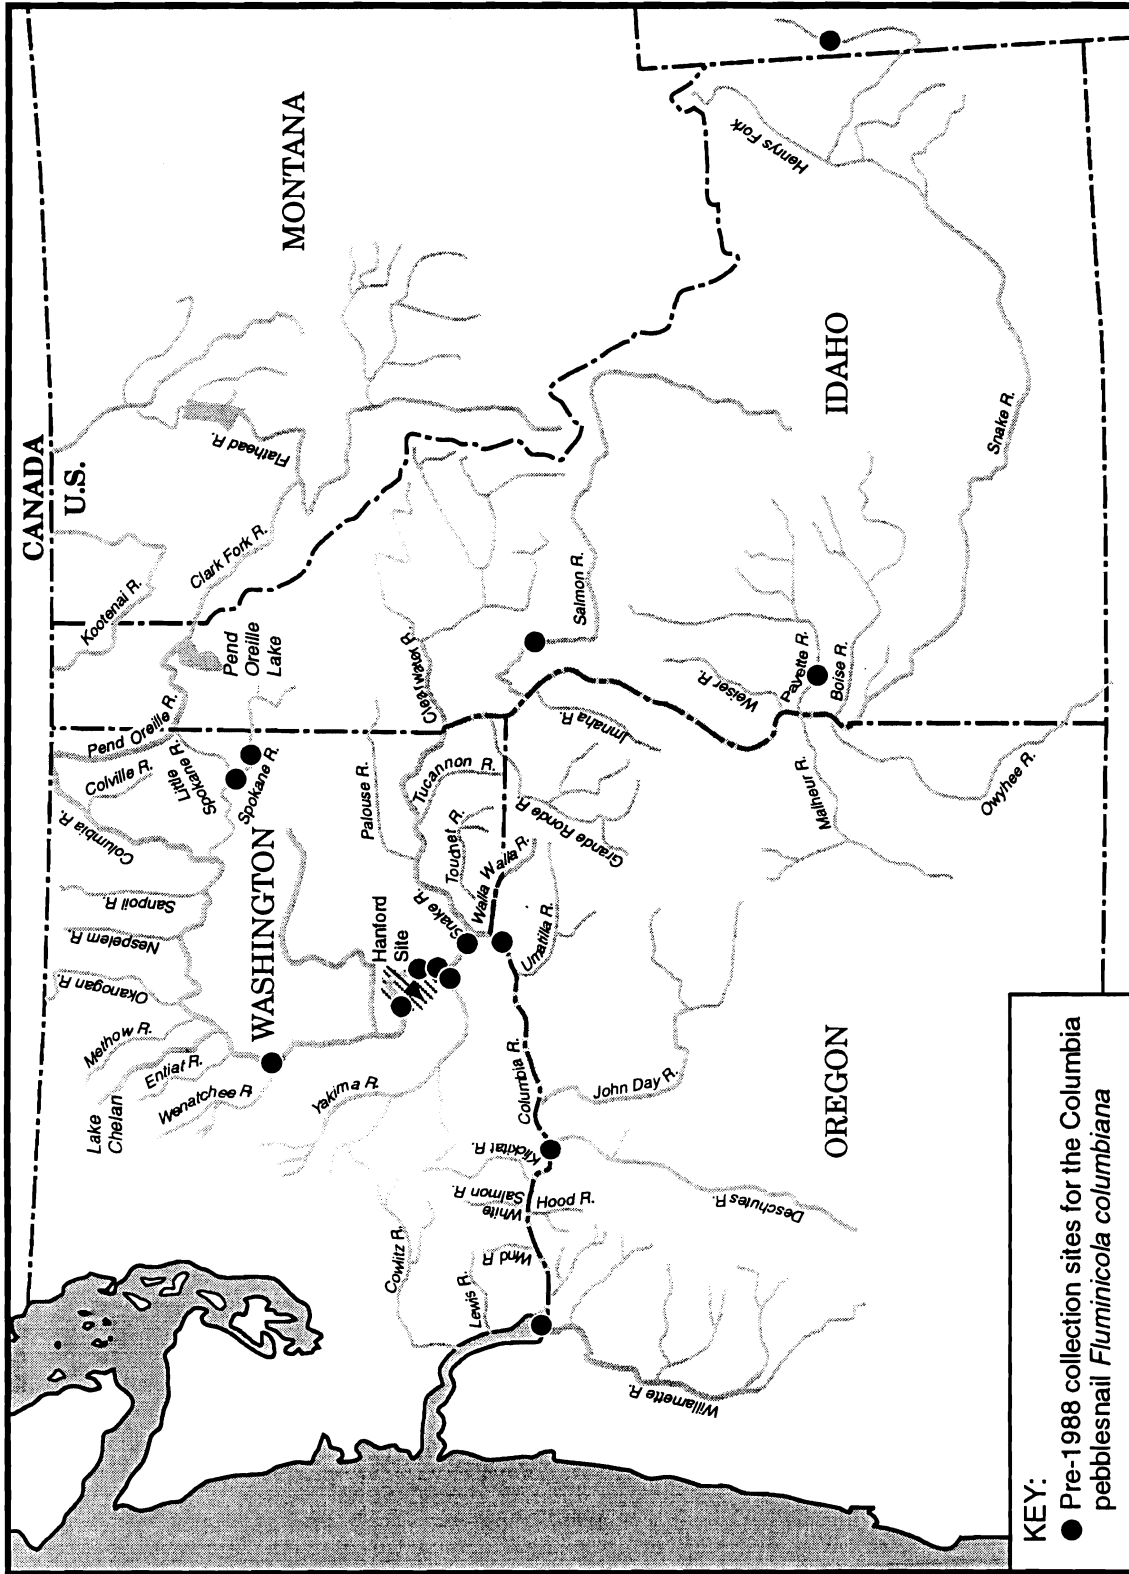 CANADA
U.S.
MONTANA
Kootenai R.
Clark Fork R.
Flathead R.
Pend
Oreille
Lake
Pend Oreille R.
Colville R.
Little
Spokane R.
Spokane R.
Columbia R.
Sanpoil R.
Nespelem R.
Okanogan R.
Methow R.
Lake
Chelan
Entiat R.
Wenatchee R.
WASHINGTON
Hanford
Site
Yakima R.
Palouse R.
Snake R.
Tucannon R.
Touchet R.
Walla Walla R.
Clearwater R.
Salmon R.
Imnaha R.
Grande Ronde R.
Umatilla R.
Columbia R.
John Day R.
Klickitat R.
White
Salmon R.
Hood R.
Wind R.
Lewis R.
Cowlitz R.
Deschutes R.
Willamette R.
OREGON
IDAHO
Henrys Fork
Snake R.
Weiser R.
Payette R.
Boise R.
Malheur R.
Owyhee R.
KEY:
Pre-1988 collection sites for the Columbia
pebblesnail Fluminicola columbiana